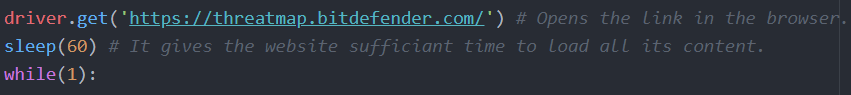 driver.get('https://threatmap.bitdefender.com/') # Opens the link in the browser.
sleep(60) # It gives the website sufficiant time to load all its content.
while(1):